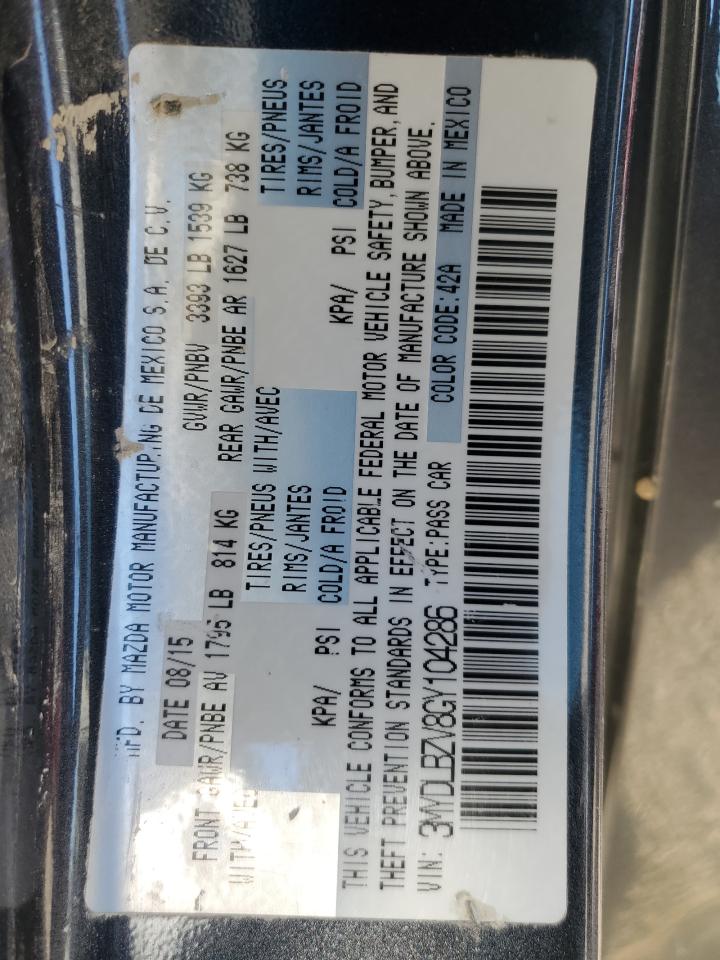 MFD. BY MAZDA MOTOR MANUFACTURING DE MEXICO S.A. DE C.V.
DATE 08/15 GVWR/PNBV 3393 LB 1539 KG
FRONT GAWR/PNBE AV 1795 LB 814 KG REAR GAWR/PNBE AR 1627 LB 738 KG
WITH/AVEC TIRES/PNEUS WITH/AVEC TIRES/PNEUS
RIMS/JANTES RIMS/JANTES
KPA/ PSI COLD/A FROID KPA/ PSI COLD/A FROID
THIS VEHICLE CONFORMS TO ALL APPLICABLE FEDERAL MOTOR VEHICLE SAFETY, BUMPER, AND
THEFT PREVENTION STANDARDS IN EFFECT ON THE DATE OF MANUFACTURE SHOWN ABOVE.
VIN: 3MYDLBZV8GY104286 TYPE:PASS CAR COLOR CODE:42A MADE IN MEXICO